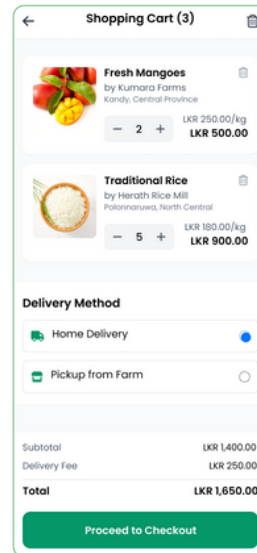 Shopping Cart (3)
Fresh Mangoes
by Kumara Farms
Kandy, Central Province
LKR 250.00/kg
− 2 +
LKR 500.00
Traditional Rice
by Herath Rice Mill
Polonnaruwa, North Central
LKR 180.00/kg
− 5 +
LKR 900.00
Delivery Method
Home Delivery
Pickup from Farm
Subtotal LKR 1,400.00
Delivery Fee LKR 250.00
Total LKR 1,650.00
Proceed to Checkout